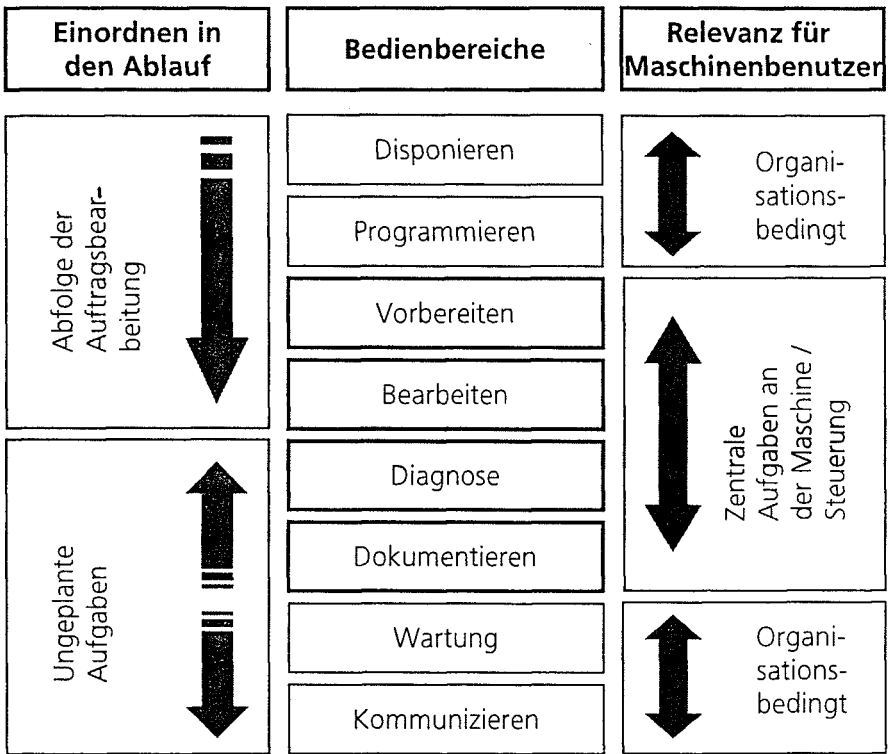 Einordnen in
den Ablauf
Bedienbereiche
Relevanz für
Maschinenbenutzer
Abfolge der
Auftragsbear-
beitung
Ungeplante
Aufgaben
Disponieren
Programmieren
Vorbereiten
Bearbeiten
Diagnose
Dokumentieren
Wartung
Kommunizieren
Organi-
sations-
bedingt
Zentrale
Aufgaben an
der Maschine /
Steuerung
Organi-
sations-
bedingt